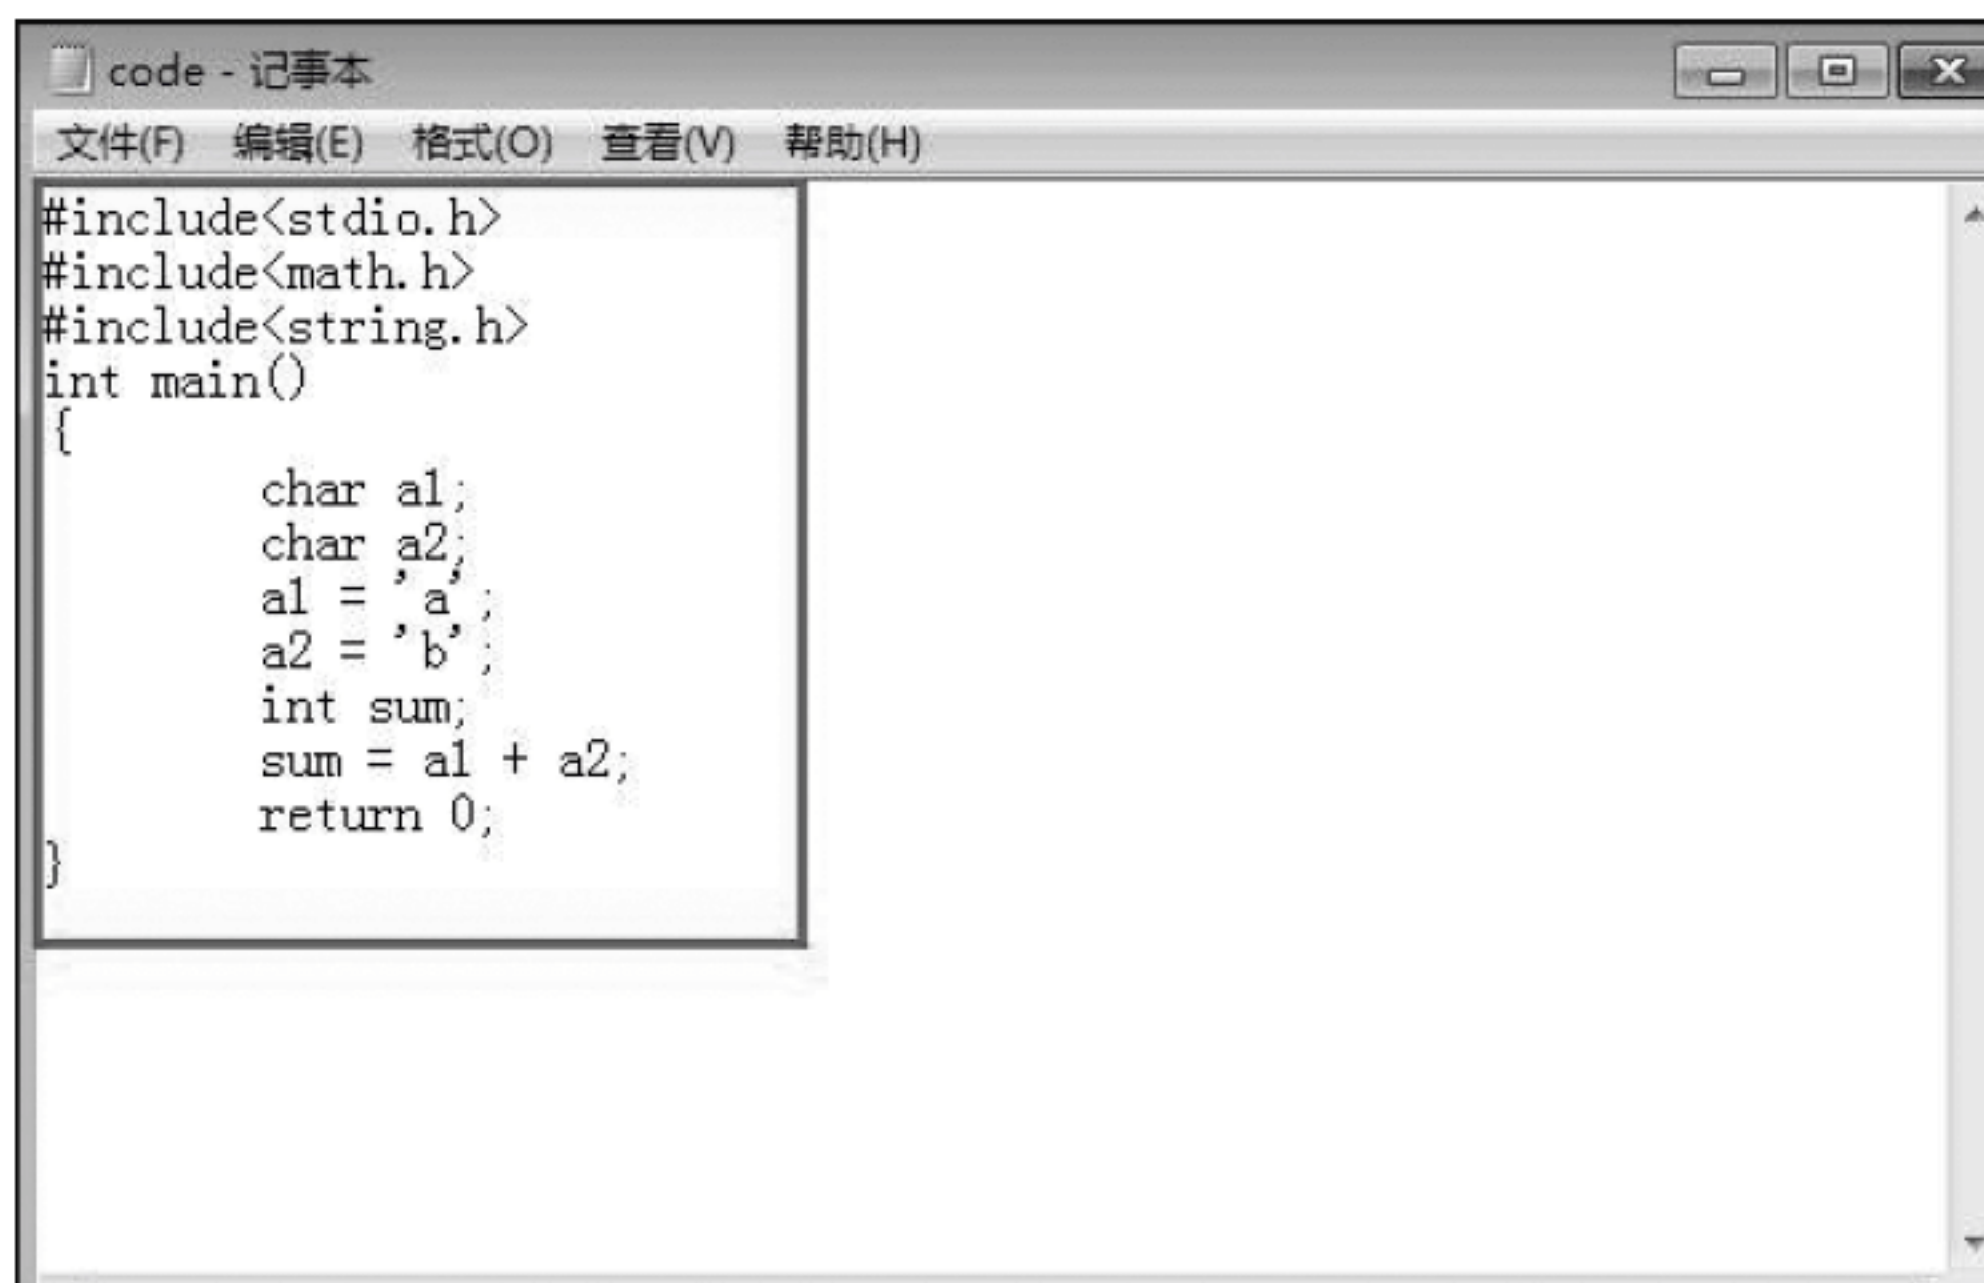 code - 记事本
文件(F) 编辑(E) 格式(O) 查看(V) 帮助(H)
#include<stdio.h>
#include<math.h>
#include<string.h>
int main()
{
char a1;
char a2;
a1 = 'a';
a2 = 'b';
int sum;
sum = a1 + a2;
return 0;
}